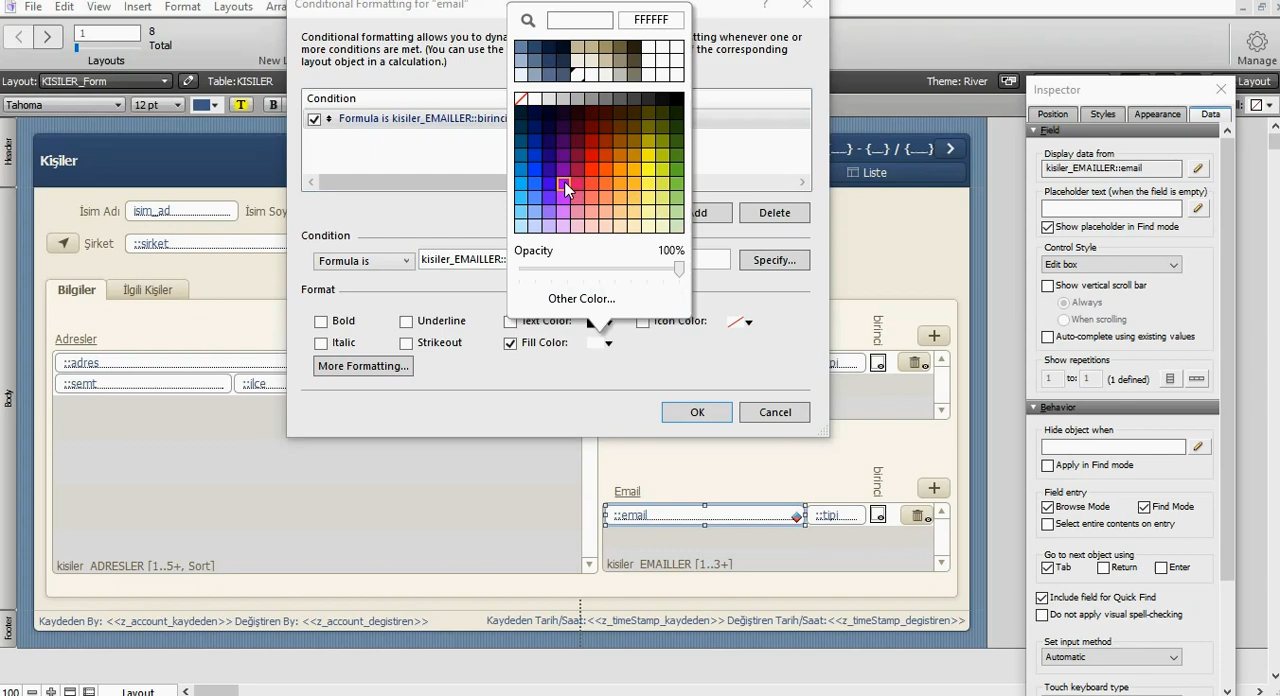 File Edit View Insert Format Layouts Arra
1 8
Total
Layouts
Manage
Layout: KISILER_Form Table:KISILER
Theme: River
Layout
Tahoma 12 pt T B
Conditional Formatting for "email"
?
Conditional formatting allows you to dyna
whenever one or
more conditions are met. (You can use the
of the corresponding
layout object in a calculation.)
Condition
Formula is kisiler_EMAILLER::birinci
Add Delete
Condition
Formula is kisiler_EMAILLER:: Specify...
Format
Bold Underline Text Color: Icon Color:
Italic Strikeout Fill Color:
More Formatting...
OK Cancel
FFFFFF
Opacity 100%
Other Color...
Header
Body
Footer
Kişiler
{__} - {__} / {___}
Liste
İsim Adı isim_ad İsim Soy
Şirket ::sirket
Bilgiler İlgili Kişiler
Adresler
::adres
::semt ::ilce
kisiler_ADRESLER [1..5+, Sort]
birinci
Email
birinci
::email ::tipi
kisiler_EMAILLER [1..3+]
Kaydeden By: <<z_account_kaydeden>> Değiştiren By: <<z_account_degistiren>>
Kaydeden Tarih/Saat:<<z_timeStamp_kaydeden>> Değiştiren Tarih/Saat:<<z_timeStamp_degistiren>>
100 Layout
Inspector
Position Styles Appearance Data
Field
Display data from
kisiler_EMAILLER::email
Placeholder text (when the field is empty)
Show placeholder in Find mode
Control Style
Edit box
Show vertical scroll bar
Always
When scrolling
Auto-complete using existing values
Show repetitions
1 to: 1 (1 defined)
Behavior
Hide object when
Apply in Find mode
Field entry
Browse Mode Find Mode
Select entire contents on entry
Go to next object using
Tab Return Enter
Include field for Quick Find
Do not apply visual spell-checking
Set input method
Automatic
Touch keyboard type